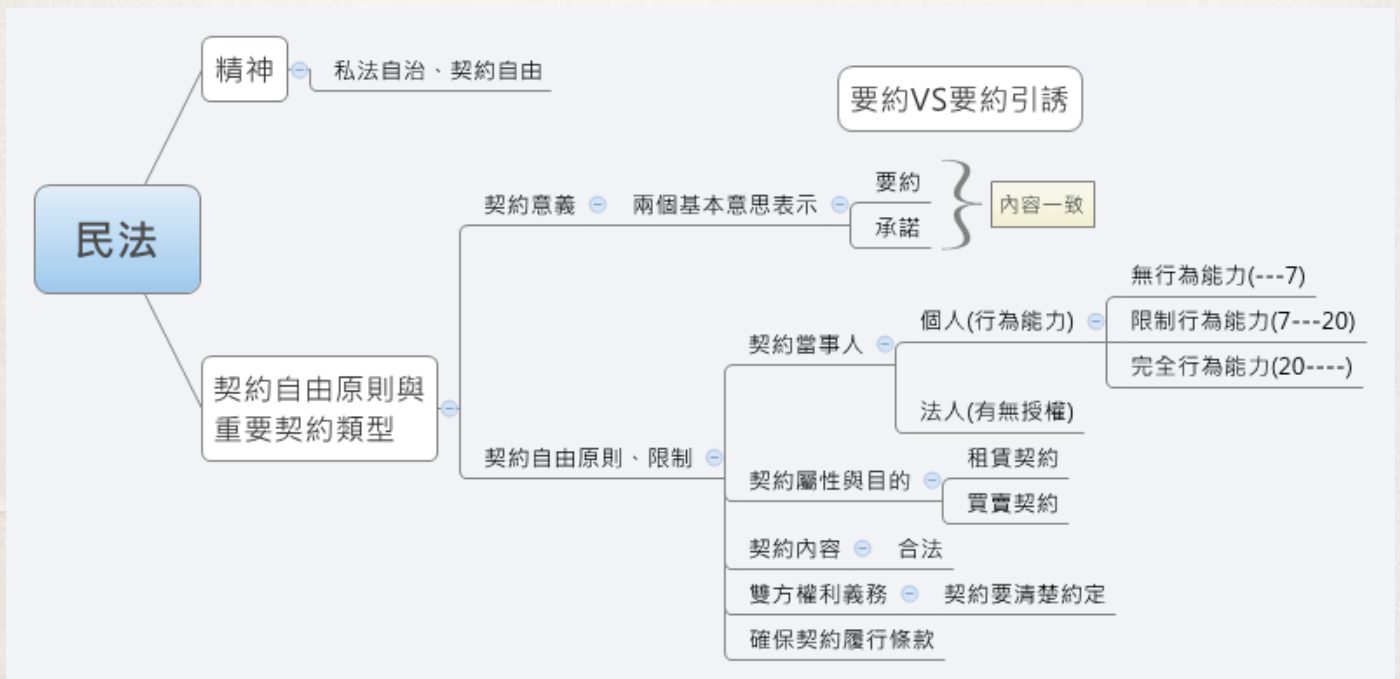 精神
私法自治、契約自由
要約VS要約引誘
民法
契約意義
兩個基本意思表示
要約
承諾
內容一致
契約自由原則與
重要契約類型
契約自由原則、限制
契約當事人
個人(行為能力)
無行為能力(---7)
限制行為能力(7---20)
完全行為能力(20----)
法人(有無授權)
契約屬性與目的
租賃契約
買賣契約
契約內容
合法
雙方權利義務
契約要清楚約定
確保契約履行條款